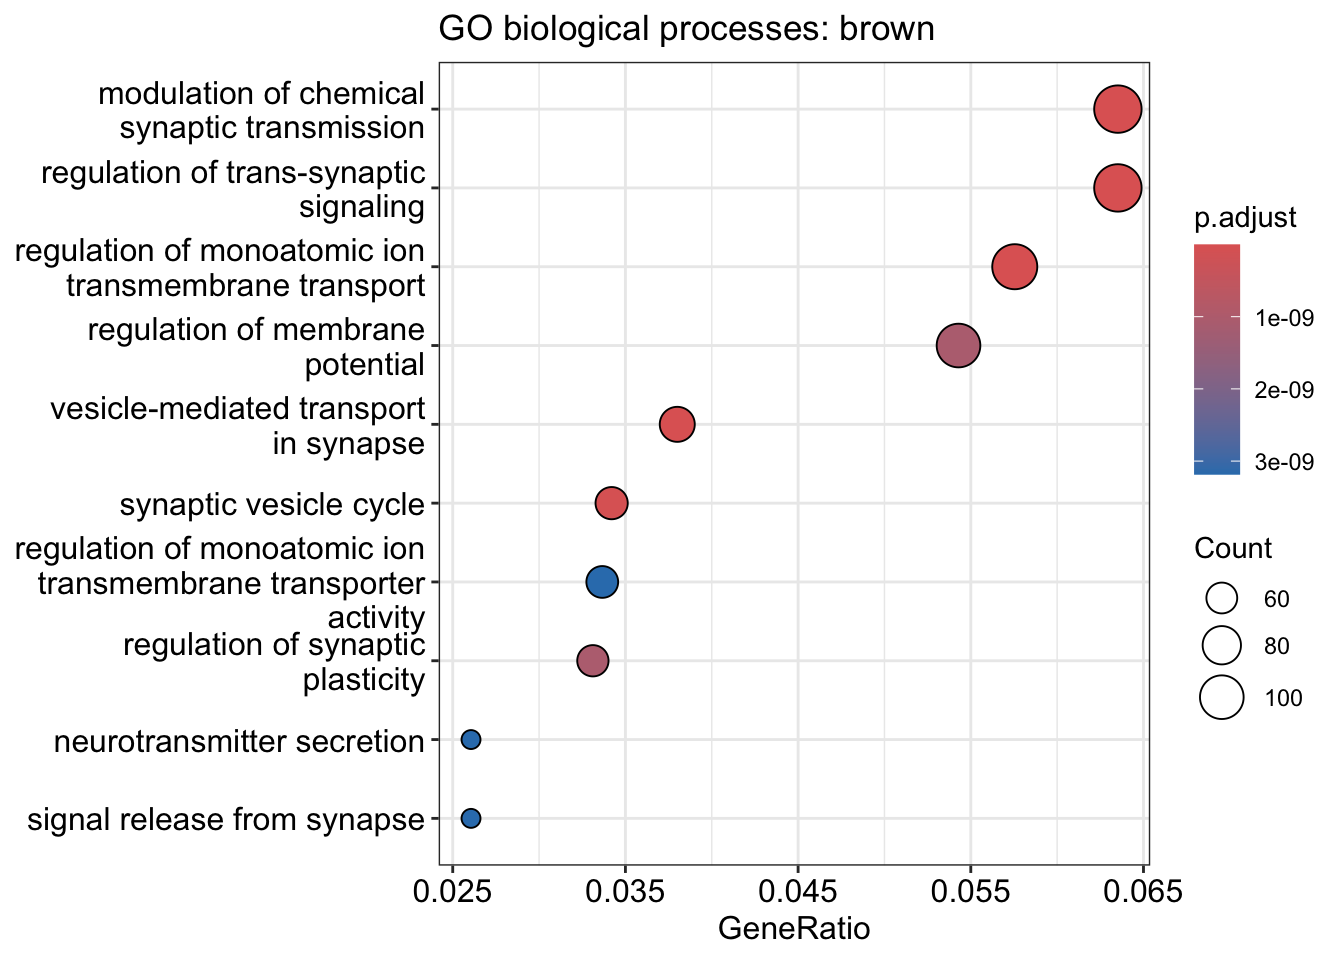 GO biological processes: brown
modulation of chemical
synaptic transmission
regulation of trans-synaptic
signaling
regulation of monoatomic ion
transmembrane transport
regulation of membrane
potential
vesicle-mediated transport
in synapse
synaptic vesicle cycle
regulation of monoatomic ion
transmembrane transporter
activity
regulation of synaptic
plasticity
neurotransmitter secretion
signal release from synapse
0.025 0.035 0.045 0.055 0.065
GeneRatio
p.adjust
1e-09
2e-09
3e-09
Count
60
80
100